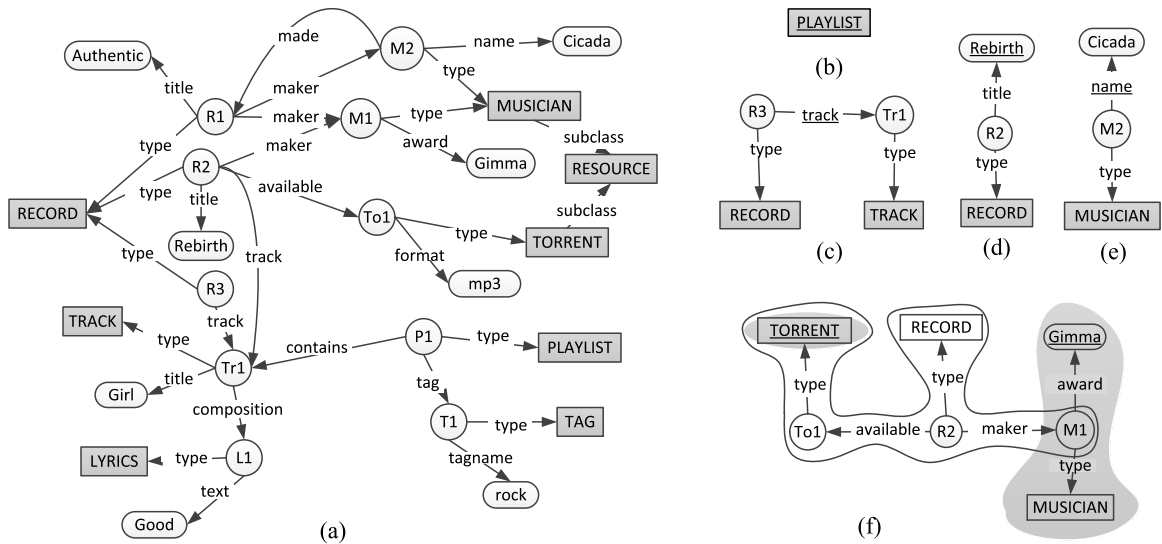 made
M2
name
Cicada
Authentic
title
maker
type
R1
maker
M1
type
MUSICIAN
subclass
type
maker
award
Gimma
RESOURCE
R2
type
title
available
subclass
RECORD
To1
type
TORRENT
Rebirth
track
format
type
R3
mp3
TRACK
track
type
P1
contains
type
PLAYLIST
Tr1
title
Girl
tag
composition
T1
type
TAG
LYRICS
type
L1
tagname
text
rock
Good
(a)
PLAYLIST
(b)
R3
track
Tr1
type
type
RECORD
TRACK
(c)
Rebirth
title
R2
type
RECORD
(d)
Cicada
name
M2
type
MUSICIAN
(e)
TORRENT
RECORD
Gimma
type
type
award
To1
available
R2
maker
M1
type
MUSICIAN
(f)